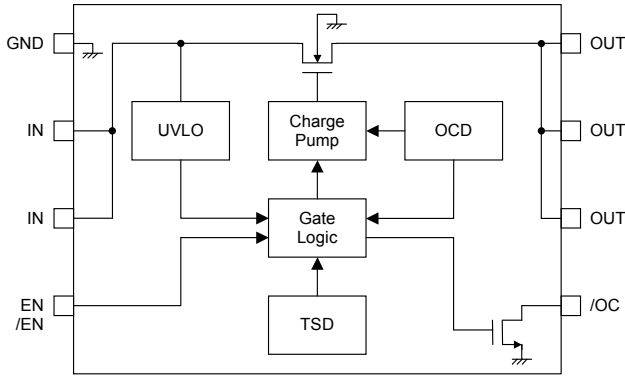 GND
OUT
IN
UVLO
Charge
Pump
OCD
OUT
IN
Gate
Logic
OUT
EN
/EN
TSD
/OC